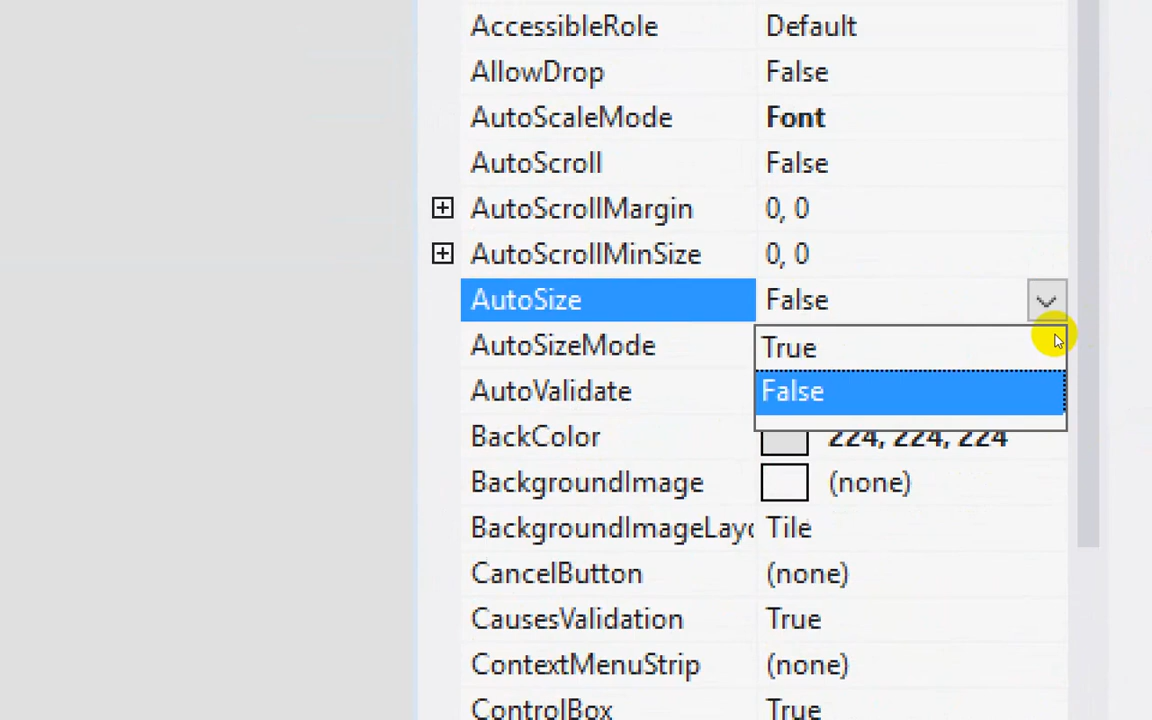 AccessibleRole Default
AllowDrop False
AutoScaleMode Font
AutoScroll False
AutoScrollMargin 0, 0
AutoScrollMinSize 0, 0
AutoSize False
AutoSizeMode True
AutoValidate False
BackColor 224, 224, 224
BackgroundImage (none)
BackgroundImageLayo Tile
CancelButton (none)
CausesValidation True
ContextMenuStrip (none)
ControlBox True